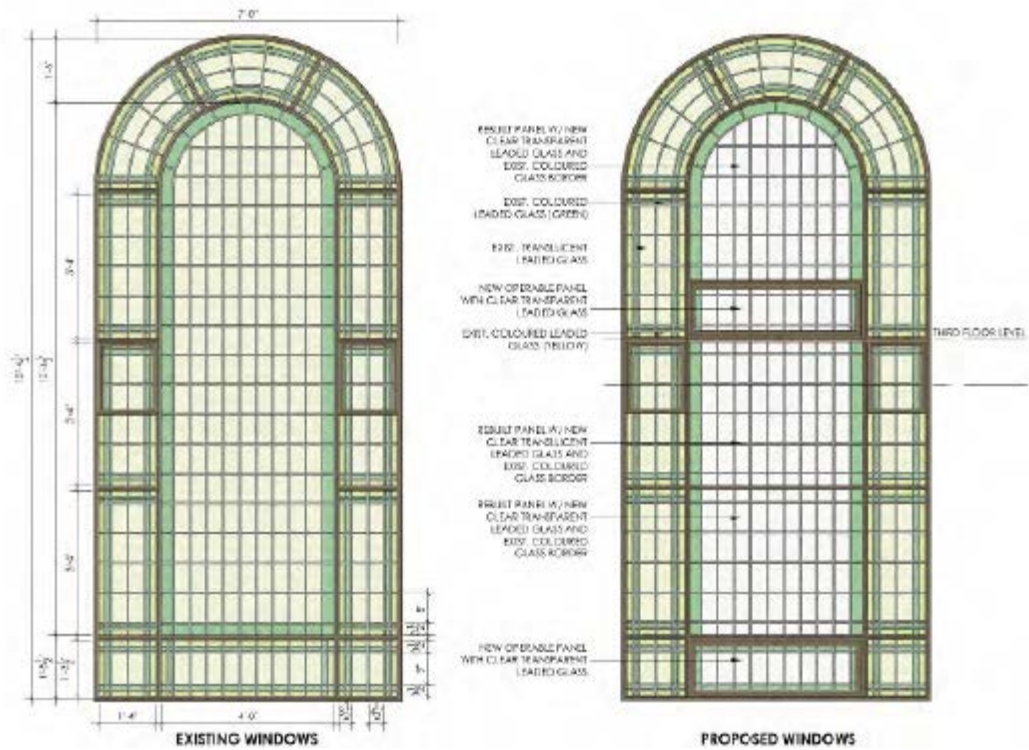 7'-0"
1'-6"
3'-4"
3'-4"
3'-4"
9"
1'-4"
4'-0"
EXISTING WINDOWS
REBUILT PANEL W/ NEW
CLEAR TRANSPARENT
LEADED GLASS AND
EXIST. COLOURED
GLASS BORDER
EXIST. COLOURED
LEADED GLASS (GREEN)
EXIST. TRANSLUCENT
LEADED GLASS
NEW OPERABLE PANEL
WITH CLEAR TRANSPARENT
LEADED GLASS
EXIST. COLOURED LEADED
GLASS (YELLOW)
THIRD FLOOR LEVEL
REBUILT PANEL W/ NEW
CLEAR TRANSLUCENT
LEADED GLASS AND
EXIST. COLOURED
GLASS BORDER
REBUILT PANEL W/ NEW
CLEAR TRANSPARENT
LEADED GLASS AND
EXIST. COLOURED
GLASS BORDER
NEW OPERABLE PANEL
WITH CLEAR TRANSPARENT
LEADED GLASS
PROPOSED WINDOWS